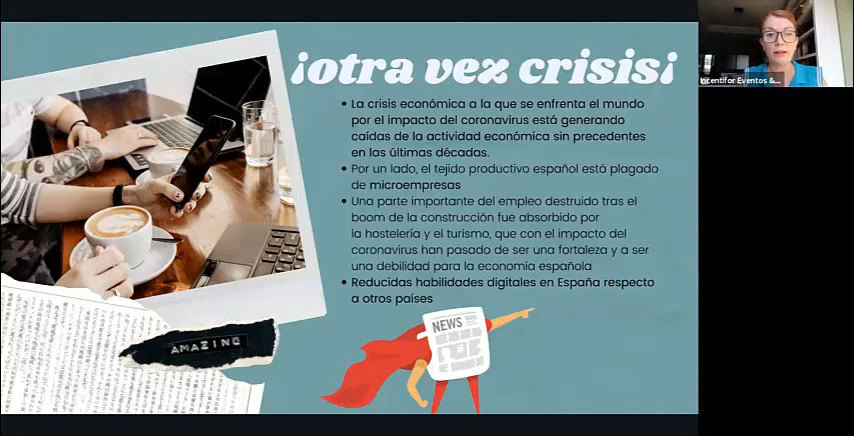 ¡otra vez crisis¡
• La crisis económica a la que se enfrenta el mundo
por el impacto del coronavirus está generando
caídas de la actividad económica sin precedentes
en las últimas décadas.
• Por un lado, el tejido productivo español está plagado
de microempresas
• Una parte importante del empleo destruido tras el
boom de la construcción fue absorbido por
la hostelería y el turismo, que con el impacto del
coronavirus han pasado de ser una fortaleza y a ser
una debilidad para la economía española
• Reducidas habilidades digitales en España respecto
a otros países
NEWS
AMAZING
Incentifor Eventos &...